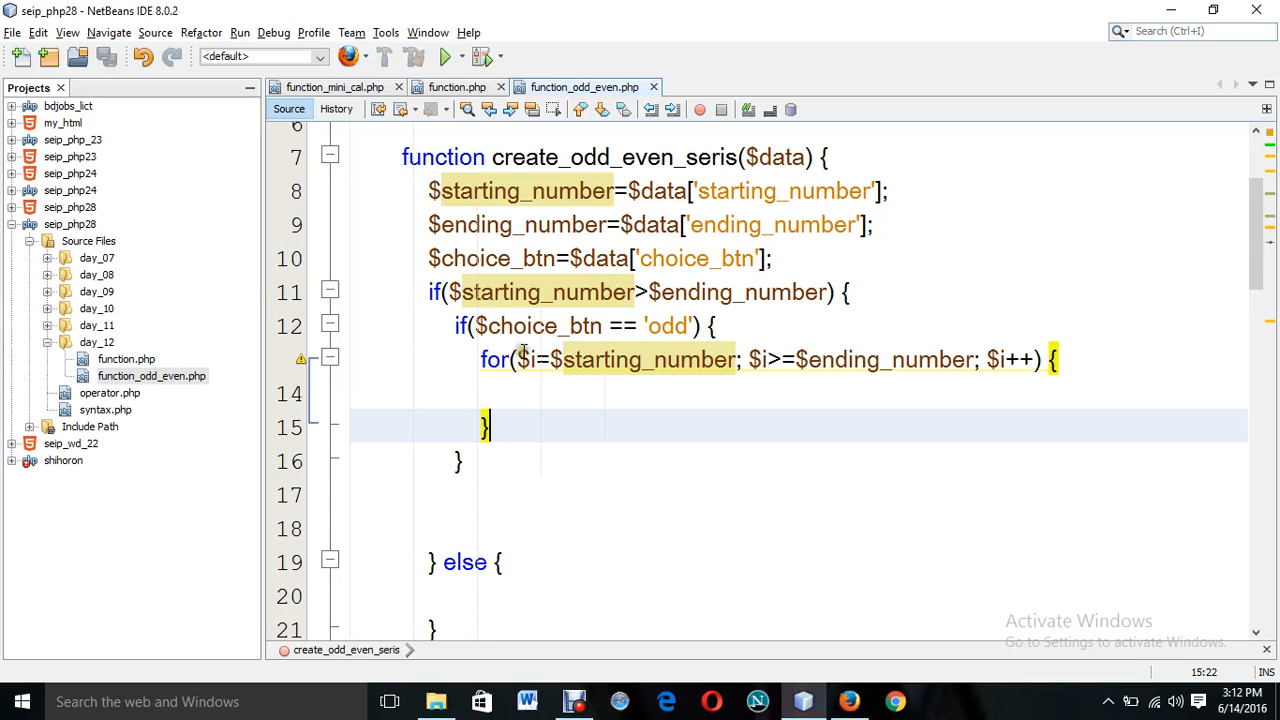 seip_php28 - NetBeans IDE 8.0.2
File Edit View Navigate Source Refactor Run Debug Profile Team Tools Window Help
Search (Ctrl+I)
<default>
Projects
function_mini_cal.php function.php function_odd_even.php
Source History
bdjobs_lict
my_html
seip_php_23
seip_php23
seip_php24
seip_php24
seip_php28
seip_php28
Source Files
day_07
day_08
day_09
day_10
day_11
day_12
function.php
function_odd_even.php
operator.php
syntax.php
Include Path
seip_wd_22
shihoron
6
7 function create_odd_even_seris($data) {
8 $starting_number=$data['starting_number'];
9 $ending_number=$data['ending_number'];
10 $choice_btn=$data['choice_btn'];
11 if($starting_number>$ending_number) {
12 if($choice_btn == 'odd') {
for($i=$starting_number; $i>=$ending_number; $i++) {
14
15 }
16 }
17
18
19 } else {
20
21 }
Activate Windows
Go to Settings to activate Windows.
create_odd_even_seris
15:22 INS
Search the web and Windows
3:12 PM
6/14/2016